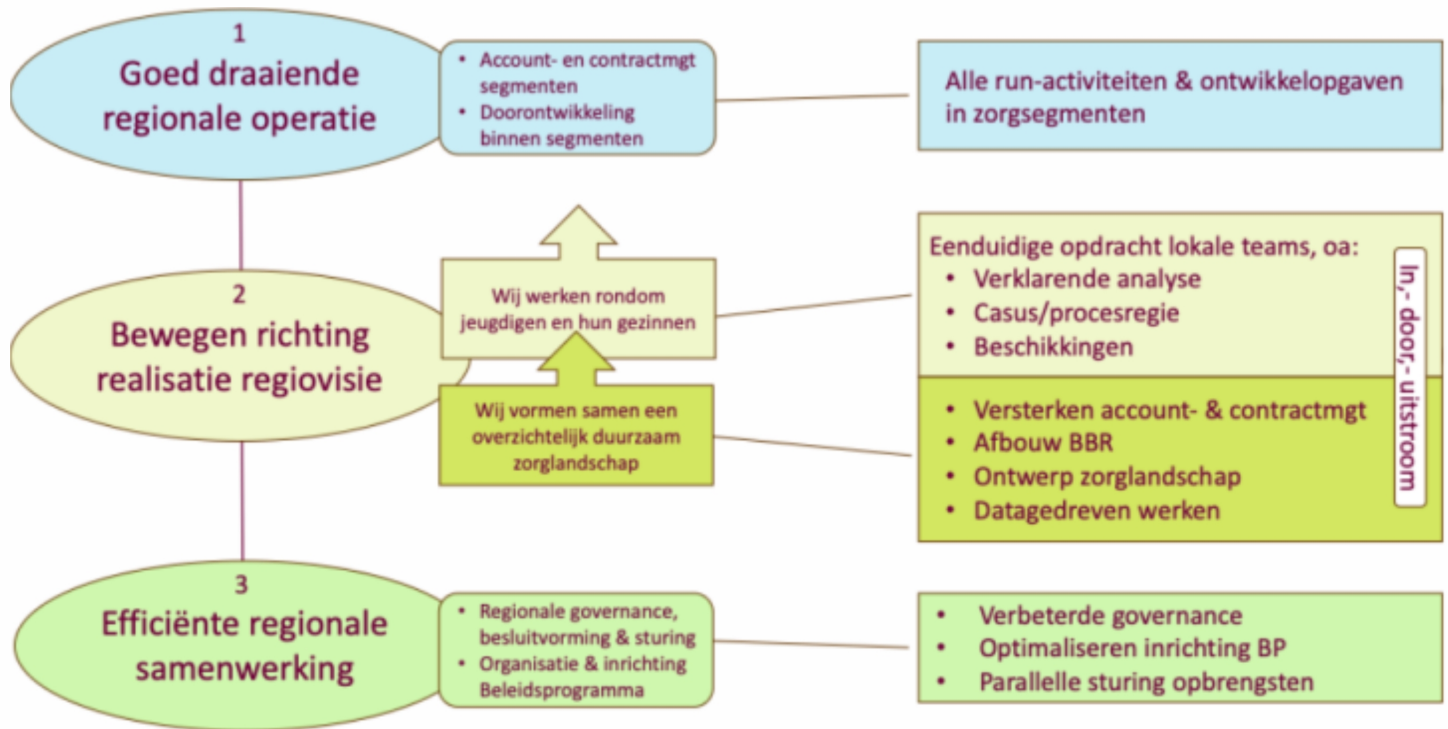 1
Goed draaiende
regionale operatie
• Account- en contractmgt
segmenten
• Doorontwikkeling
binnen segmenten
Alle run-activiteiten & ontwikkelopgaven
in zorgsegmenten
2
Bewegen richting
realisatie regiovisie
Wij werken rondom
jeugdigen en hun gezinnen
Eenduidige opdracht lokale teams, oa:
• Verklarende analyse
• Casus/procesregie
• Beschikkingen
Wij vormen samen een
overzichtelijk duurzaam
zorglandschap
• Versterken account- & contractmgt
• Afbouw BBR
• Ontwerp zorglandschap
• Datagedreven werken
In,- door,- uitstroom
3
Efficiënte regionale
samenwerking
• Regionale governance,
besluitvorming & sturing
• Organisatie & inrichting
Beleidsprogramma
• Verbeterde governance
• Optimaliseren inrichting BP
• Parallelle sturing opbrengsten